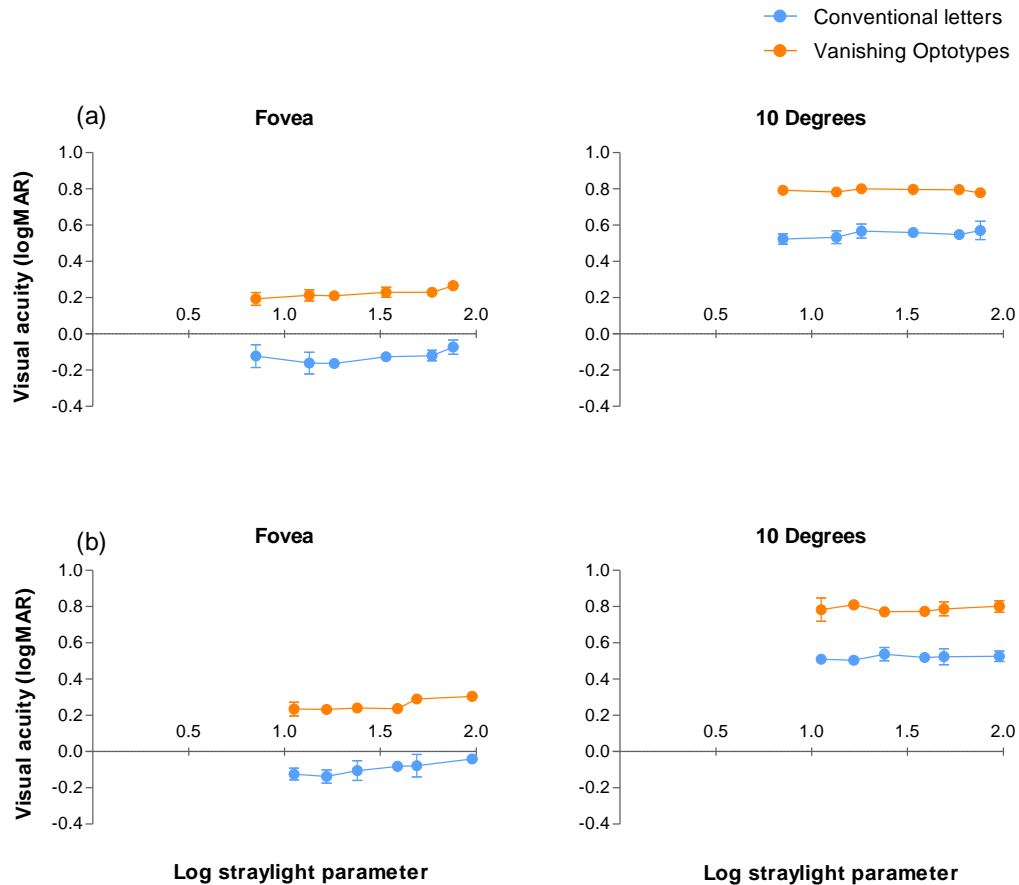 Conventional letters
Vanishing Optotypes
(a)
Fovea
10 Degrees
Visual acuity (logMAR)
1.0
0.8
0.6
0.4
0.2
0.0
-0.2
-0.4
0.5 1.0 1.5 2.0
1.0
0.8
0.6
0.4
0.2
0.0
-0.2
-0.4
0.5 1.0 1.5 2.0
(b)
Fovea
10 Degrees
Visual acuity (logMAR)
1.0
0.8
0.6
0.4
0.2
0.0
-0.2
-0.4
0.5 1.0 1.5 2.0
1.0
0.8
0.6
0.4
0.2
0.0
-0.2
-0.4
0.5 1.0 1.5 2.0
Log straylight parameter
Log straylight parameter